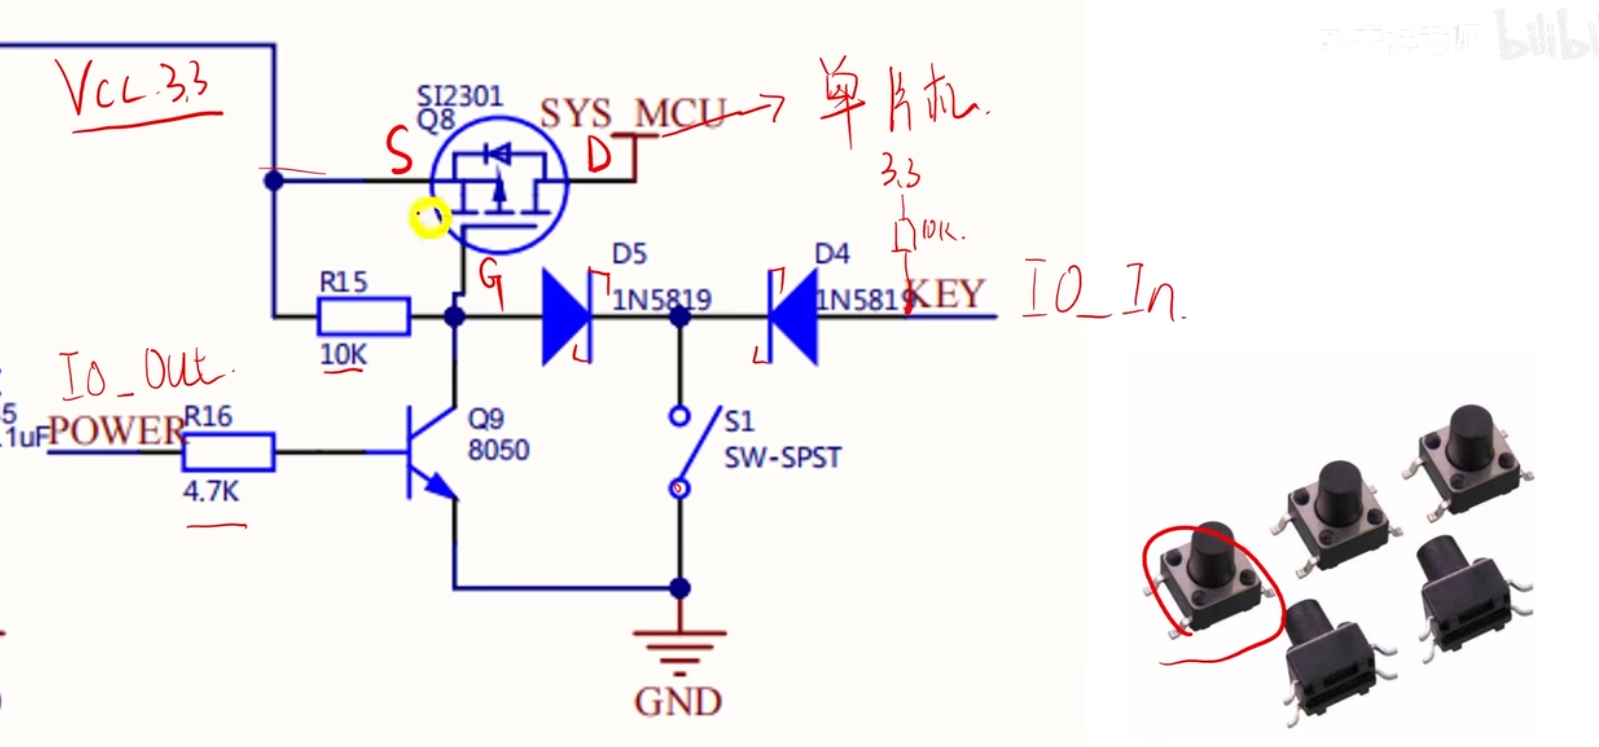 bilibili
VCC 3.3
SI2301
Q8
SYS_MCU
单片机.
S
D
3.3
10K.
G
D5
1N5819
D4
1N5819
KEY
IO_In.
R15
10K
IO_Out.
5
.1uF
POWER
R16
4.7K
Q9
8050
S1
SW-SPST
GND